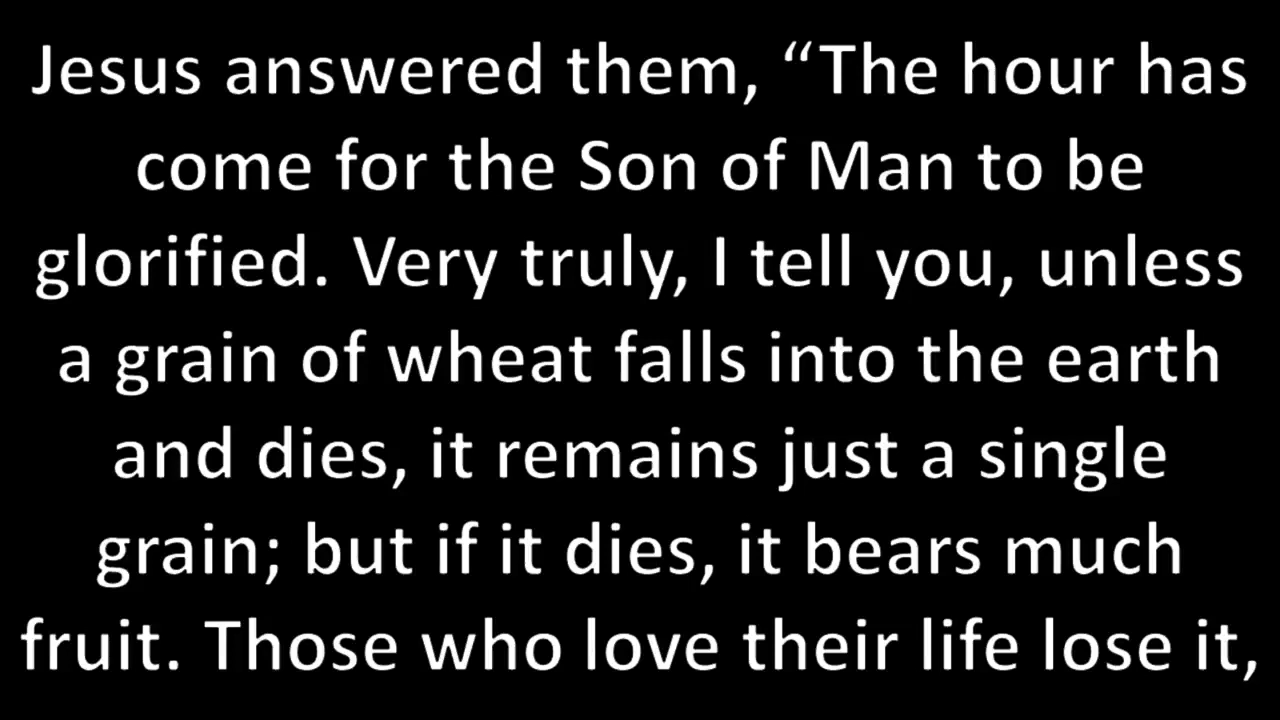 Jesus answered them, “The hour has
come for the Son of Man to be
glorified. Very truly, I tell you, unless
a grain of wheat falls into the earth
and dies, it remains just a single
grain; but if it dies, it bears much
fruit. Those who love their life lose it,